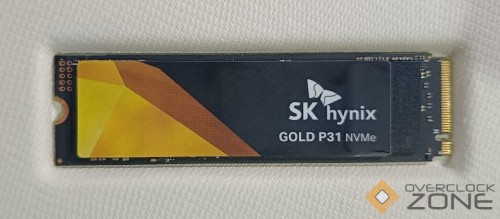 SK hynix
GOLD P31 NVMe
OVERCLOCK
ZONE